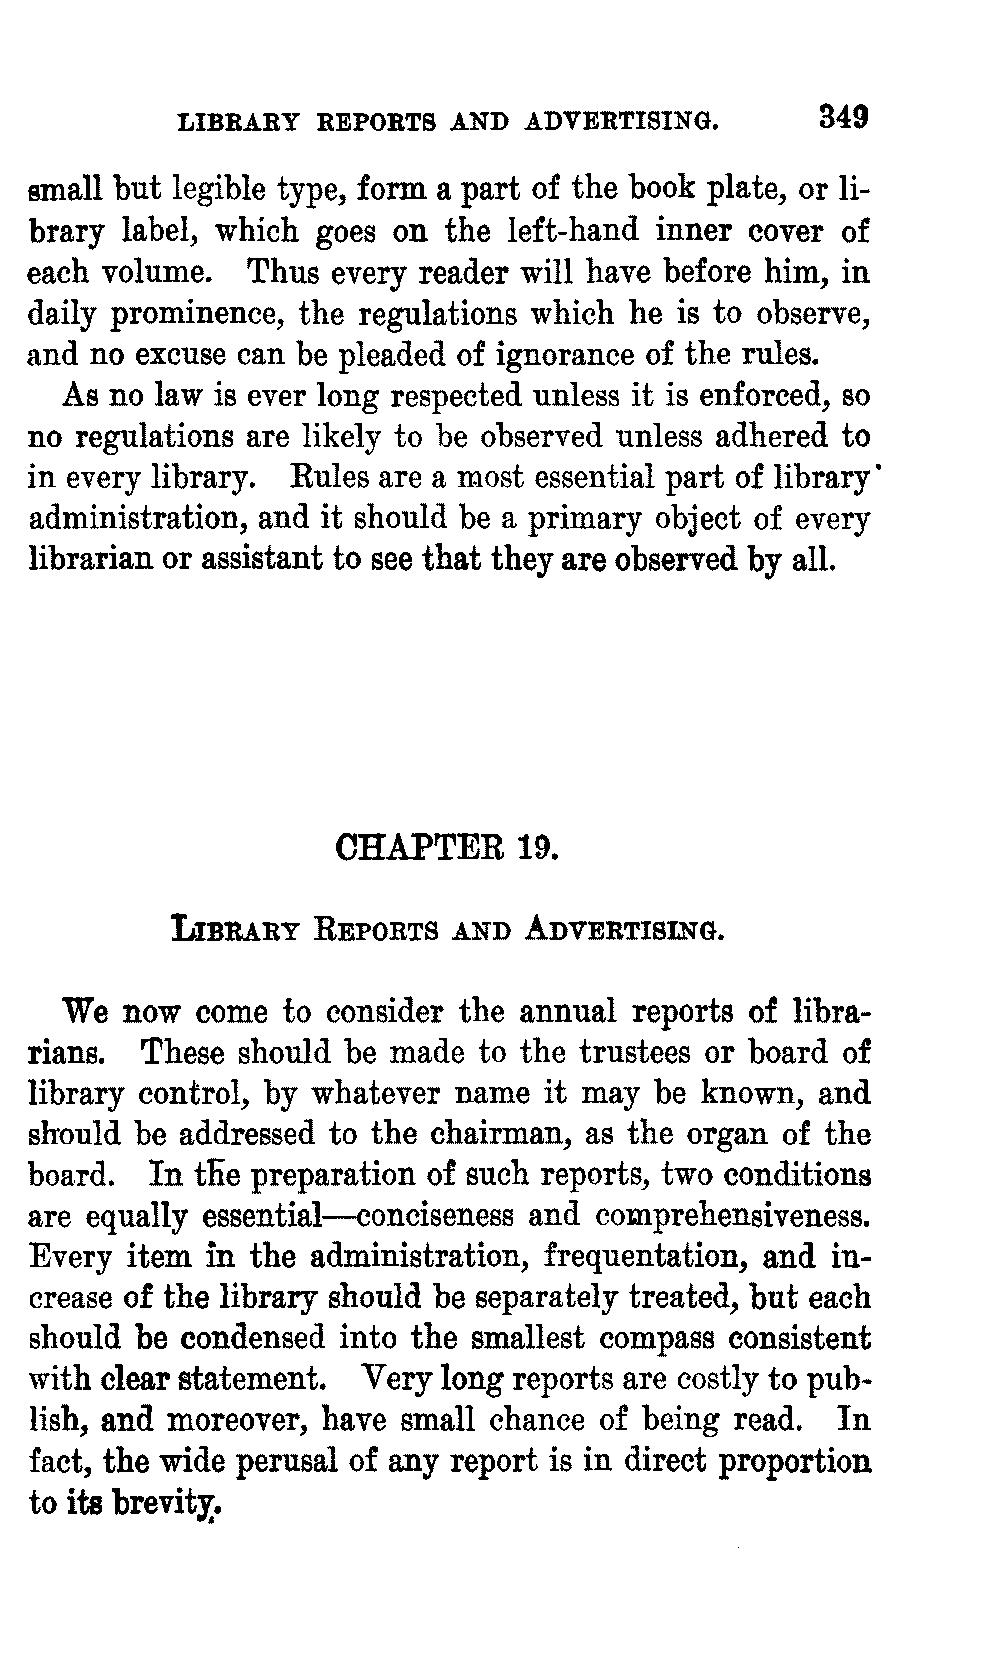 LIBRARY REPORTS AND ADVERTISING. 349
small but legible type, form a part of the book plate, or li-
brary label, which goes on the left-hand inner cover of
each volume. Thus every reader will have before him, in
daily prominence, the regulations which he is to observe,
and no excuse can be pleaded of ignorance of the rules.
As no law is ever long respected unless it is enforced, so
no regulations are likely to be observed unless adhered to
in every library. Rules are a most essential part of library
administration, and it should be a primary object of every
librarian or assistant to see that they are observed by all.
CHAPTER 19.
LIBRARY REPORTS AND ADVERTISING.
We now come to consider the annual reports of libra-
rians. These should be made to the trustees or board of
library control, by whatever name it may be known, and
should be addressed to the chairman, as the organ of the
board. In the preparation of such reports, two conditions
are equally essential—conciseness and comprehensiveness.
Every item in the administration, frequentation, and in-
crease of the library should be separately treated, but each
should be condensed into the smallest compass consistent
with clear statement. Very long reports are costly to pub-
lish, and moreover, have small chance of being read. In
fact, the wide perusal of any report is in direct proportion
to its brevity.